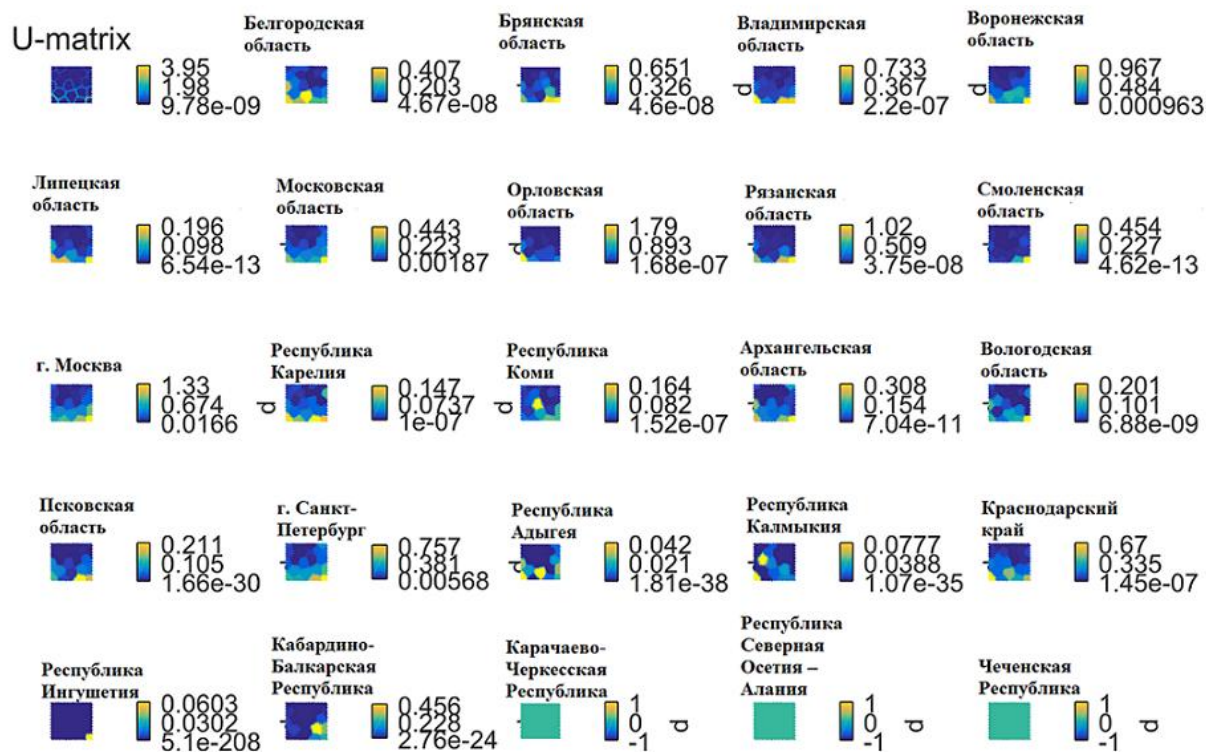 U-matrix
3.95
1.98
9.78e-09
Белгородская
область
0.407
0.203
4.67e-08
Брянская
область
0.651
0.326
4.6e-08
Владимирская
область
d
0.733
0.367
2.2e-07
Воронежская
область
d
0.967
0.484
0.000963
Липецкая
область
0.196
0.098
6.54e-13
Московская
область
0.443
0.223
0.00187
Орловская
область
d
1.79
0.893
1.68e-07
Рязанская
область
1.02
0.509
3.75e-08
Смоленская
область
0.454
0.227
4.62e-13
г. Москва
1.33
0.674
0.0166
Республика
Карелия
d
0.147
0.0737
1e-07
Республика
Коми
d
0.164
0.082
1.52e-07
Архангельская
область
0.308
0.154
7.04e-11
Вологодская
область
0.201
0.101
6.88e-09
Псковская
область
0.211
0.105
1.66e-30
г. Санкт-
Петербург
0.757
0.381
0.00568
Республика
Адыгея
d
0.042
0.021
1.81e-38
Республика
Калмыкия
0.0777
0.0388
1.07e-35
Краснодарский
край
0.67
0.335
1.45e-07
Республика
Ингушетия
0.0603
0.0302
5.1e-208
Кабардино-
Балкарская
Республика
0.456
0.228
2.76e-24
Карачаево-
Черкесская
Республика
1
0
-1
d
Республика
Северная
Осетия –
Алания
1
0
-1
d
Чеченская
Республика
1
0
-1
d